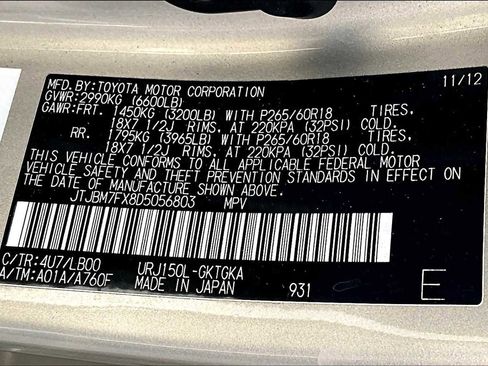 MFD. BY:TOYOTA MOTOR CORPORATION 11/12
GVWR:2990KG (6600LB)
GAWR:FRT. 1450KG (3200LB) WITH P265/60R18 TIRES,
18X7 1/2J RIMS, AT 220KPA (32PSI) COLD.
RR. 1795KG (3965LB) WITH P265/60R18 TIRES,
18X7 1/2J RIMS, AT 220KPA (32PSI) COLD.
THIS VEHICLE CONFORMS TO ALL APPLICABLE FEDERAL MOTOR
VEHICLE SAFETY AND THEFT PREVENTION STANDARDS IN EFFECT ON
THE DATE OF MANUFACTURE SHOWN ABOVE.
JTJBM7FX8D5056803 MPV
C/TR:4U7/LB00 URJ150L-GKTGKA
A/TM:A01A/A760F MADE IN JAPAN 931 E